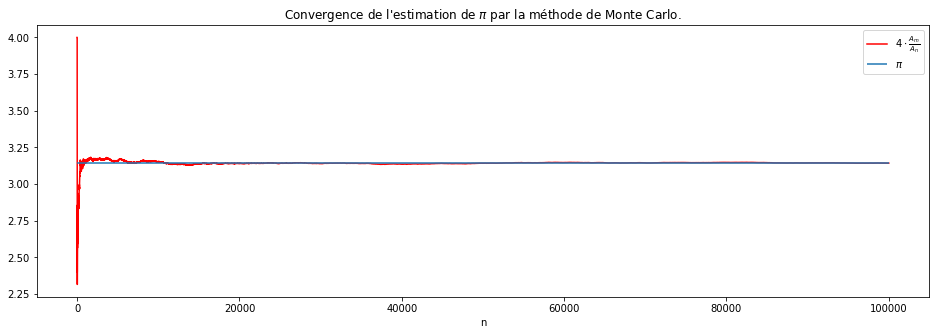 Convergence de l'estimation de π par la méthode de Monte Carlo.
4.00
3.75
3.50
3.25
3.00
2.75
2.50
2.25
4 · A_m/A_n
π
0 20000 40000 60000 80000 100000
n